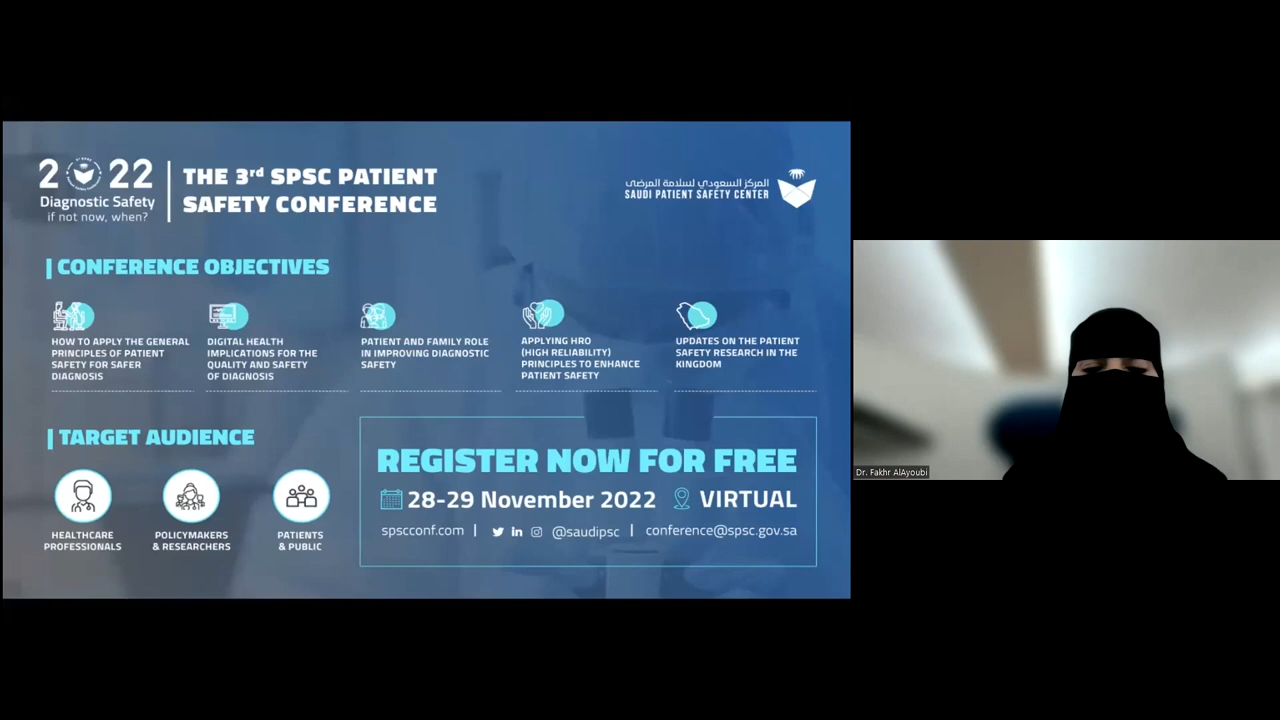 2022
Diagnostic Safety
if not now, when?
THE 3rd SPSC PATIENT
SAFETY CONFERENCE
المركز السعودي لسلامة المرضى
SAUDI PATIENT SAFETY CENTER
CONFERENCE OBJECTIVES
HOW TO APPLY THE GENERAL
PRINCIPLES OF PATIENT
SAFETY FOR SAFER
DIAGNOSIS
DIGITAL HEALTH
IMPLICATIONS FOR THE
QUALITY AND SAFETY
OF DIAGNOSIS
PATIENT AND FAMILY ROLE
IN IMPROVING DIAGNOSTIC
SAFETY
APPLYING HRO
(HIGH RELIABILITY)
PRINCIPLES TO ENHANCE
PATIENT SAFETY
UPDATES ON THE PATIENT
SAFETY RESEARCH IN THE
KINGDOM
TARGET AUDIENCE
HEALTHCARE
PROFESSIONALS
POLICYMAKERS
& RESEARCHERS
PATIENTS
& PUBLIC
REGISTER NOW FOR FREE
28-29 November 2022 VIRTUAL
spscconf.com | @saudipsc | conference@spsc.gov.sa
Dr. Fakhr AlAyoubi